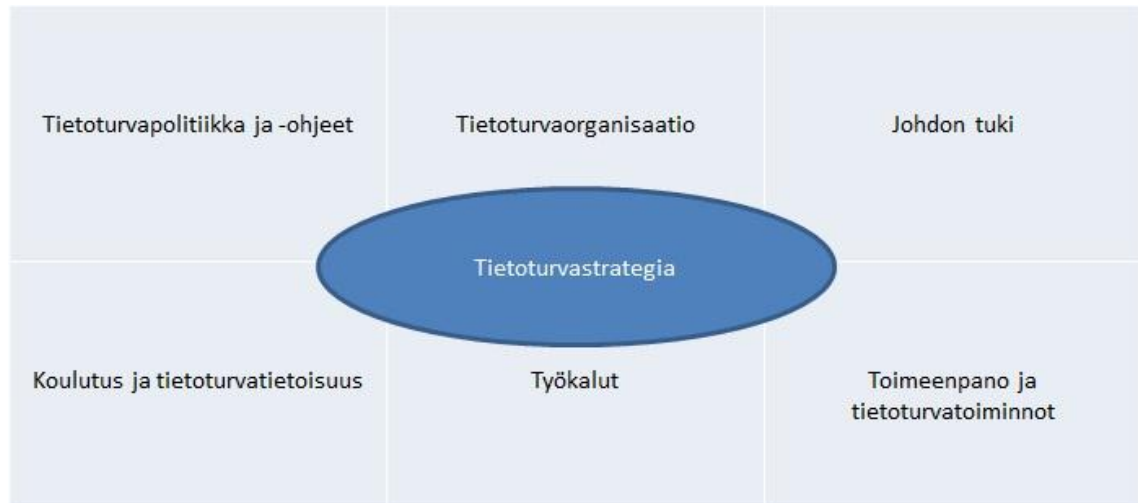 Tietoturvapolitiikka ja -ohjeet
Tietoturvaorganisaatio
Johdon tuki
Tietoturvastrategia
Koulutus ja tietoturvatietoisuus
Työkalut
Toimeenpano ja
tietoturvatoiminnot